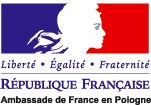 Liberté • Égalité • Fraternité
RÉPUBLIQUE FRANÇAISE
Ambassade de France en Pologne